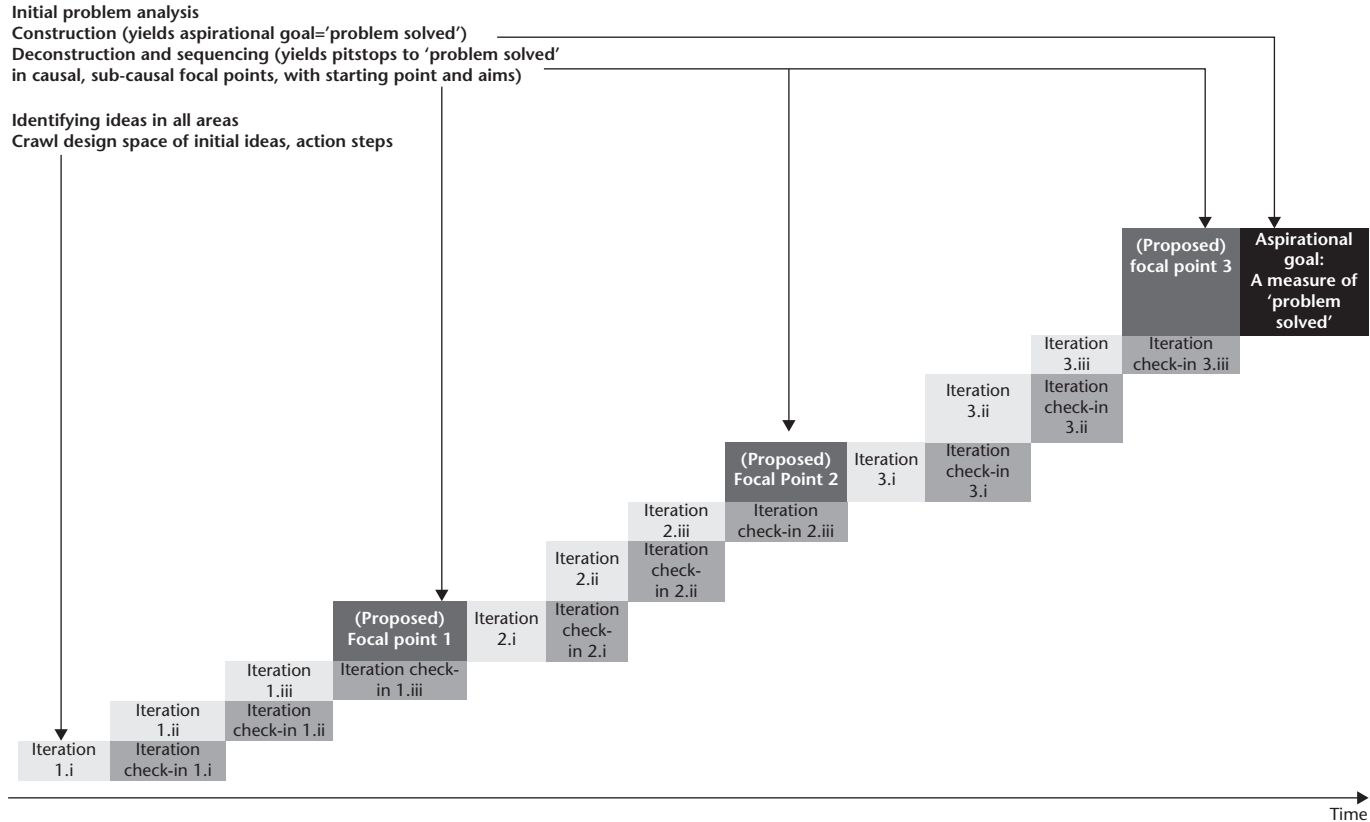 Initial problem analysis
Construction (yields aspirational goal=‘problem solved’)
Deconstruction and sequencing (yields pitstops to ‘problem solved’
in causal, sub-causal focal points, with starting point and aims)
Identifying ideas in all areas
Crawl design space of initial ideas, action steps
(Proposed)
focal point 3
Aspirational
goal:
A measure of
‘problem
solved’
Iteration
3.iii
Iteration
check-in 3.iii
Iteration
3.ii
Iteration
check-in
3.ii
(Proposed)
Focal Point 2
Iteration
3.i
Iteration
check-in
3.i
Iteration
2.iii
Iteration
check-in 2.iii
Iteration
2.ii
Iteration
check-
in 2.ii
(Proposed)
Focal point 1
Iteration
2.i
Iteration
check-
in 2.i
Iteration
1.iii
Iteration check-
in 1.iii
Iteration
1.ii
Iteration
check-in 1.ii
Iteration
1.i
Iteration
check-in 1.i
Time